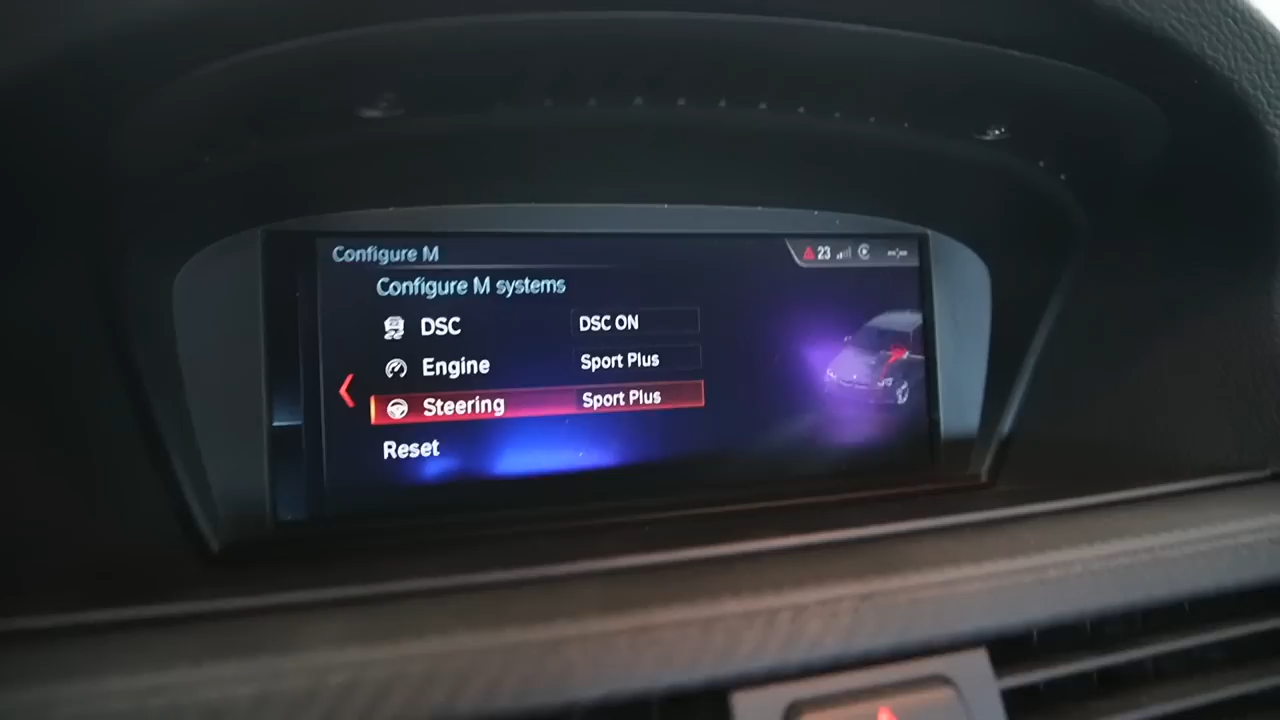 Configure M
23
Configure M systems
DSC DSC ON
Engine Sport Plus
Steering Sport Plus
Reset